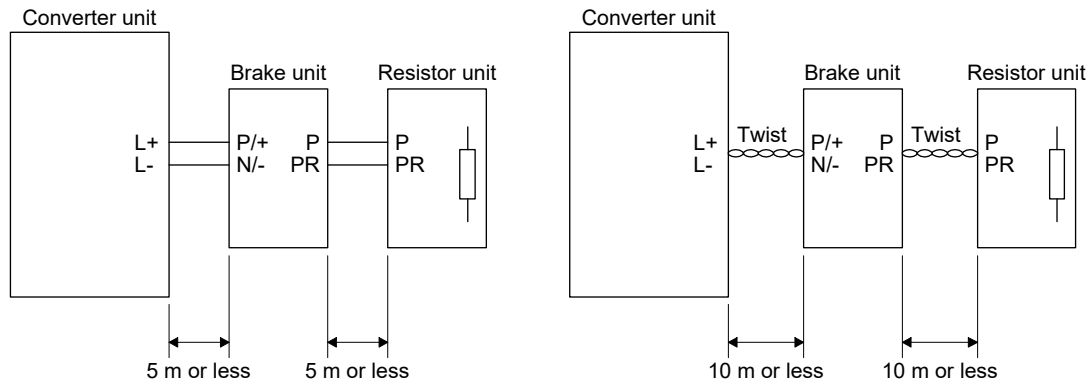 Converter unit
Brake unit
Resistor unit
L+
P/+
P
P
L-
N/-
PR
PR
5 m or less
5 m or less
Converter unit
Brake unit
Resistor unit
L+
Twist
P/+
P
Twist
P
L-
N/-
PR
PR
10 m or less
10 m or less